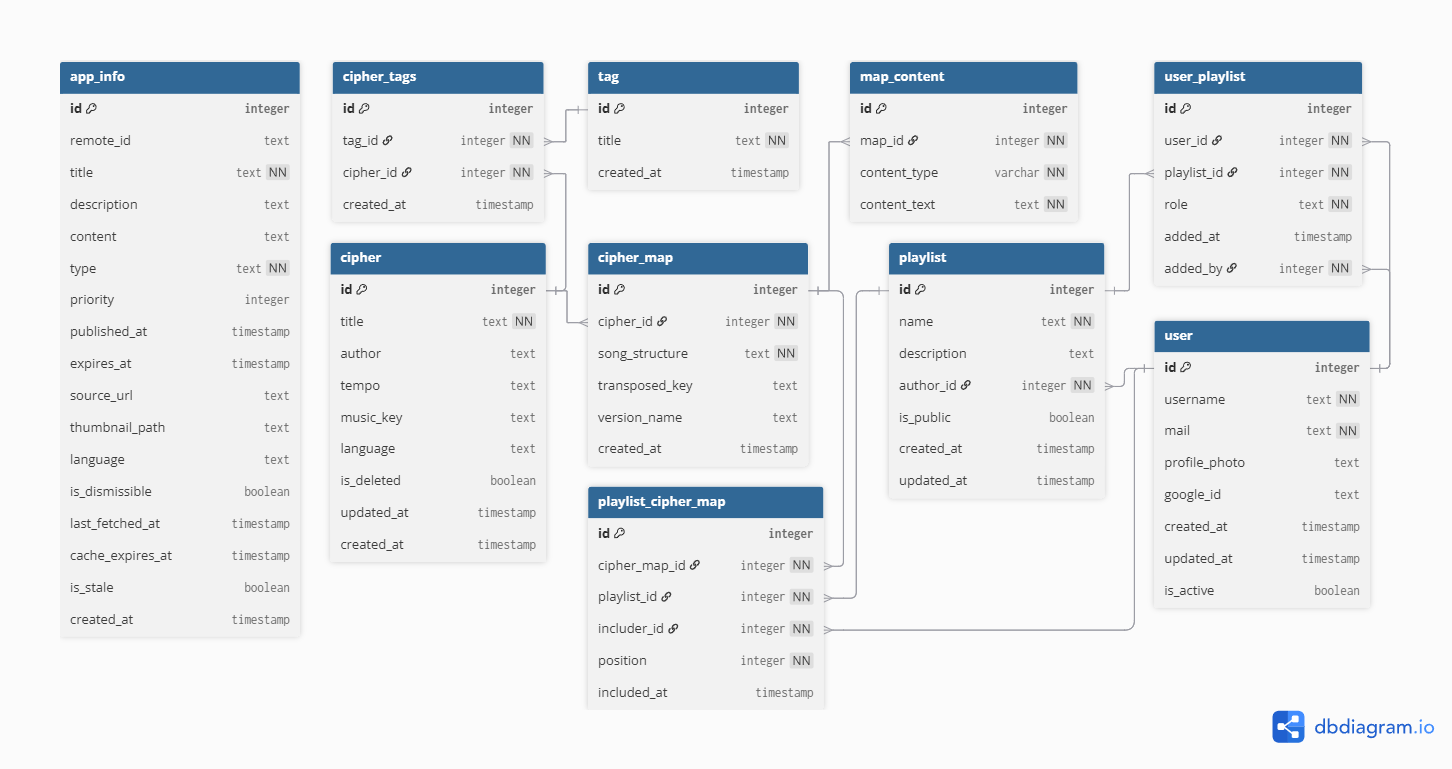 app_info
id integer
remote_id text
title text NN
description text
content text
type text NN
priority integer
published_at timestamp
expires_at timestamp
source_url text
thumbnail_path text
language text
is_dismissible boolean
last_fetched_at timestamp
cache_expires_at timestamp
is_stale boolean
created_at timestamp
cipher_tags
id integer
tag_id integer NN
cipher_id integer NN
created_at timestamp
tag
id integer
title text NN
created_at timestamp
map_content
id integer
map_id integer NN
content_type varchar NN
content_text text NN
user_playlist
id integer
user_id integer NN
playlist_id integer NN
role text NN
added_at timestamp
added_by integer NN
cipher
id integer
title text NN
author text
tempo text
music_key text
language text
is_deleted boolean
updated_at timestamp
created_at timestamp
cipher_map
id integer
cipher_id integer NN
song_structure text NN
transposed_key text
version_name text
created_at timestamp
playlist
id integer
name text NN
description text
author_id integer NN
is_public boolean
created_at timestamp
updated_at timestamp
user
id integer
username text NN
mail text NN
profile_photo text
google_id text
created_at timestamp
updated_at timestamp
is_active boolean
playlist_cipher_map
id integer
cipher_map_id integer NN
playlist_id integer NN
includer_id integer NN
position integer NN
included_at timestamp
dbdiagram.io